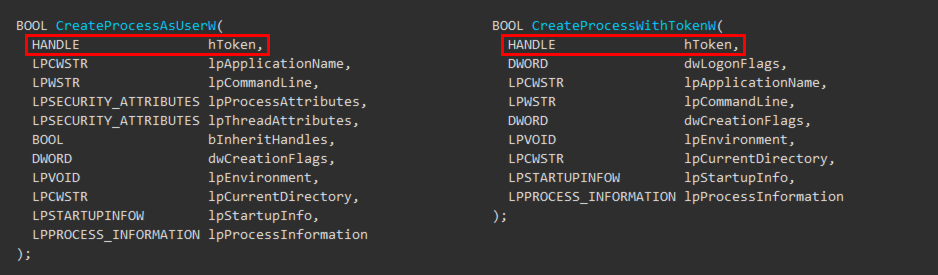 BOOL CreateProcessAsUserW(
HANDLE hToken,
LPCWSTR lpApplicationName,
LPWSTR lpCommandLine,
LPSECURITY_ATTRIBUTES lpProcessAttributes,
LPSECURITY_ATTRIBUTES lpThreadAttributes,
BOOL bInheritHandles,
DWORD dwCreationFlags,
LPVOID lpEnvironment,
LPCWSTR lpCurrentDirectory,
LPSTARTUPINFOW lpStartupInfo,
LPPROCESS_INFORMATION lpProcessInformation
);
BOOL CreateProcessWithTokenW(
HANDLE hToken,
DWORD dwLogonFlags,
LPCWSTR lpApplicationName,
LPWSTR lpCommandLine,
DWORD dwCreationFlags,
LPVOID lpEnvironment,
LPCWSTR lpCurrentDirectory,
LPSTARTUPINFOW lpStartupInfo,
LPPROCESS_INFORMATION lpProcessInformation
);